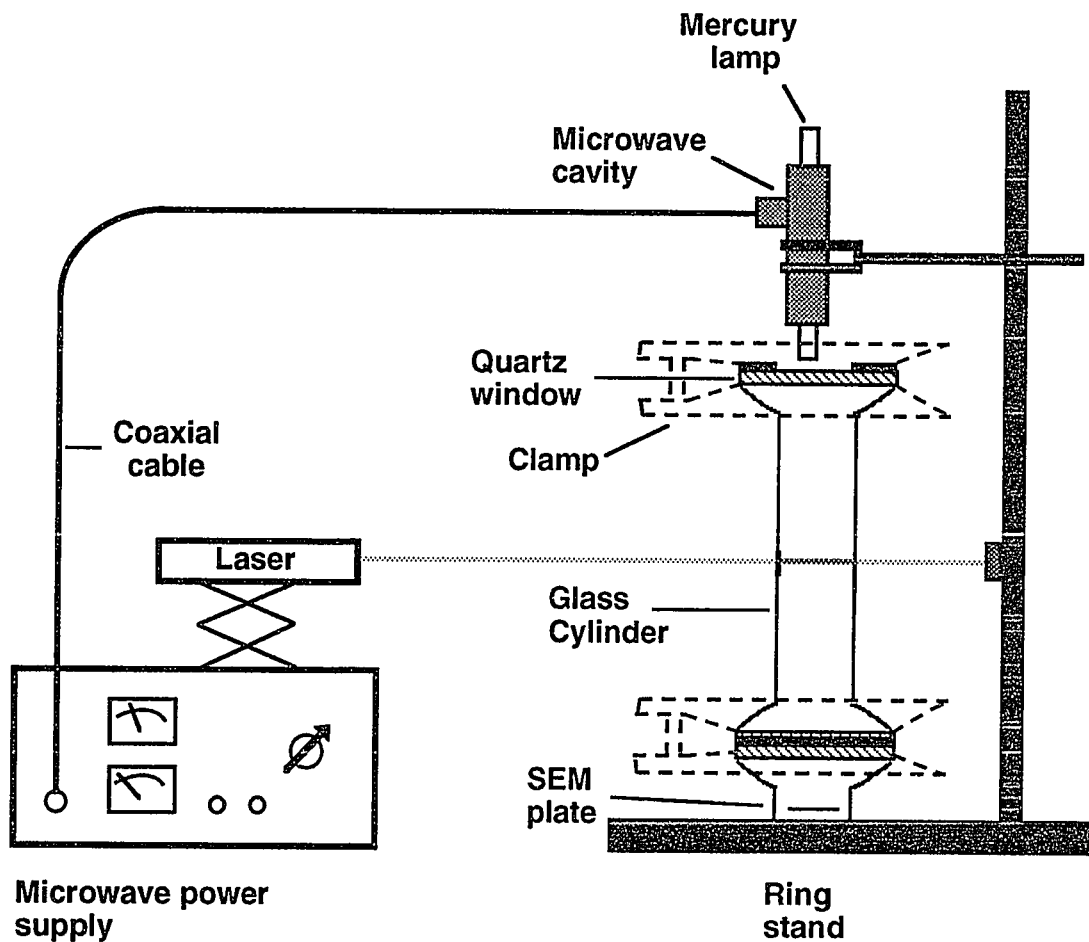 Mercury
lamp
Microwave
cavity
Quartz
window
Clamp
Coaxial
cable
Laser
Glass
Cylinder
SEM
plate
Microwave power
supply
Ring
stand